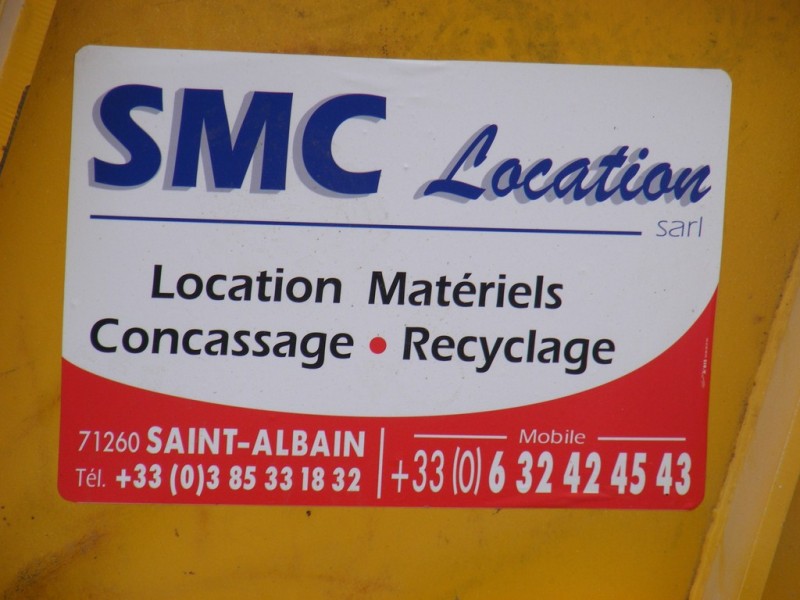 SMC Location
sarl
Location Matériels
Concassage • Recyclage
71260 SAINT-ALBAIN
Tél. +33 (0)3 85 33 18 32
Mobile
+33 (0) 6 32 42 45 43